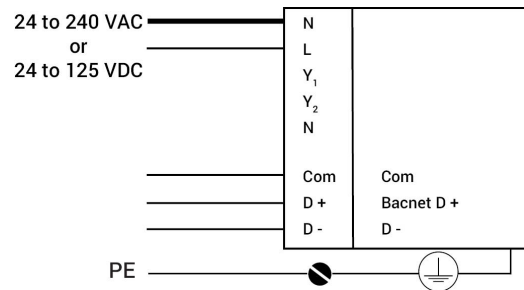 24 to 240 VAC
or
24 to 125 VDC
N
L
Y1
Y2
N
Com Com
D + Bacnet D +
D - D -
PE